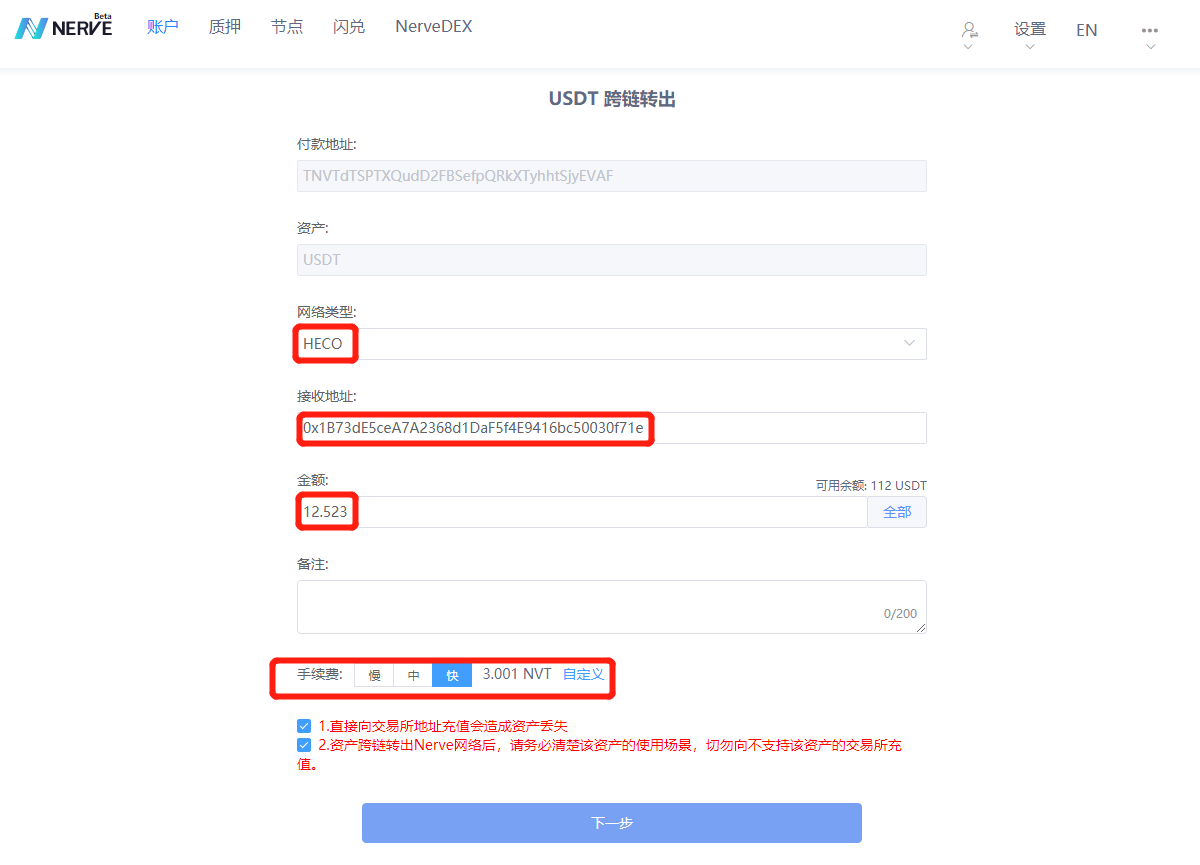 Beta
NERVE 账户 质押 节点 闪兑 NerveDEX 设置 EN
USDT 跨链转出
付款地址:
TNVTdTSPTXQudD2FBSefpQRkXTyhhtSjyEVAF
资产:
USDT
网络类型:
HECO
接收地址:
0x1B73dE5ceA7A2368d1DaF5f4E9416bc50030f71e
金额: 可用余额: 112 USDT
12.523 全部
备注:
0/200
手续费: 慢 中 快 3.001 NVT 自定义
1.直接向交易所地址充值会造成资产丢失
2.资产跨链转出Nerve网络后，请务必清楚该资产的使用场景，切勿向不支持该资产的交易所充
值。
下一步